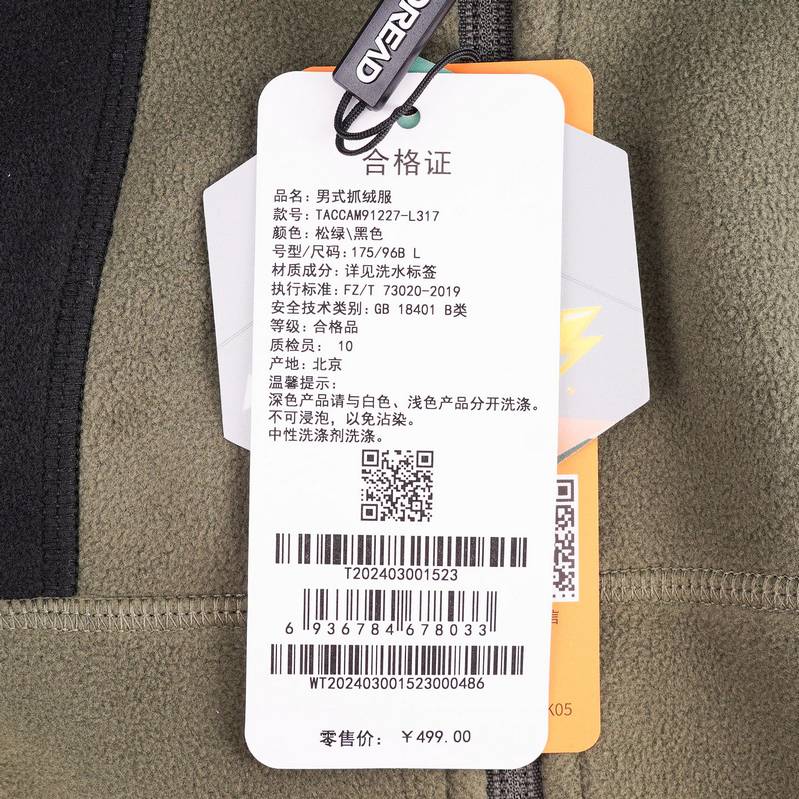 OREAD
合格证
品名: 男式抓绒服
款号: TACCAM91227-L317
颜色: 松绿\黑色
号型/尺码: 175/96B L
材质成分: 详见洗水标签
执行标准: FZ/T 73020-2019
安全技术类别: GB 18401 B类
等级: 合格品
质检员: 10
产地: 北京
温馨提示:
深色产品请与白色、浅色产品分开洗涤。
不可浸泡，以免沾染。
中性洗涤剂洗涤。
T202403001523
6 936784 678033
WT202403001523000486
K05
零售价: ￥499.00